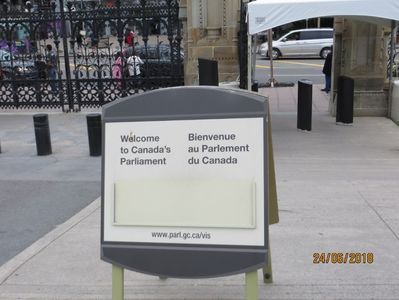 Welcome
to Canada's
Parliament
Bienvenue
au Parlement
du Canada
www.parl.gc.ca/vis
24/06/2018